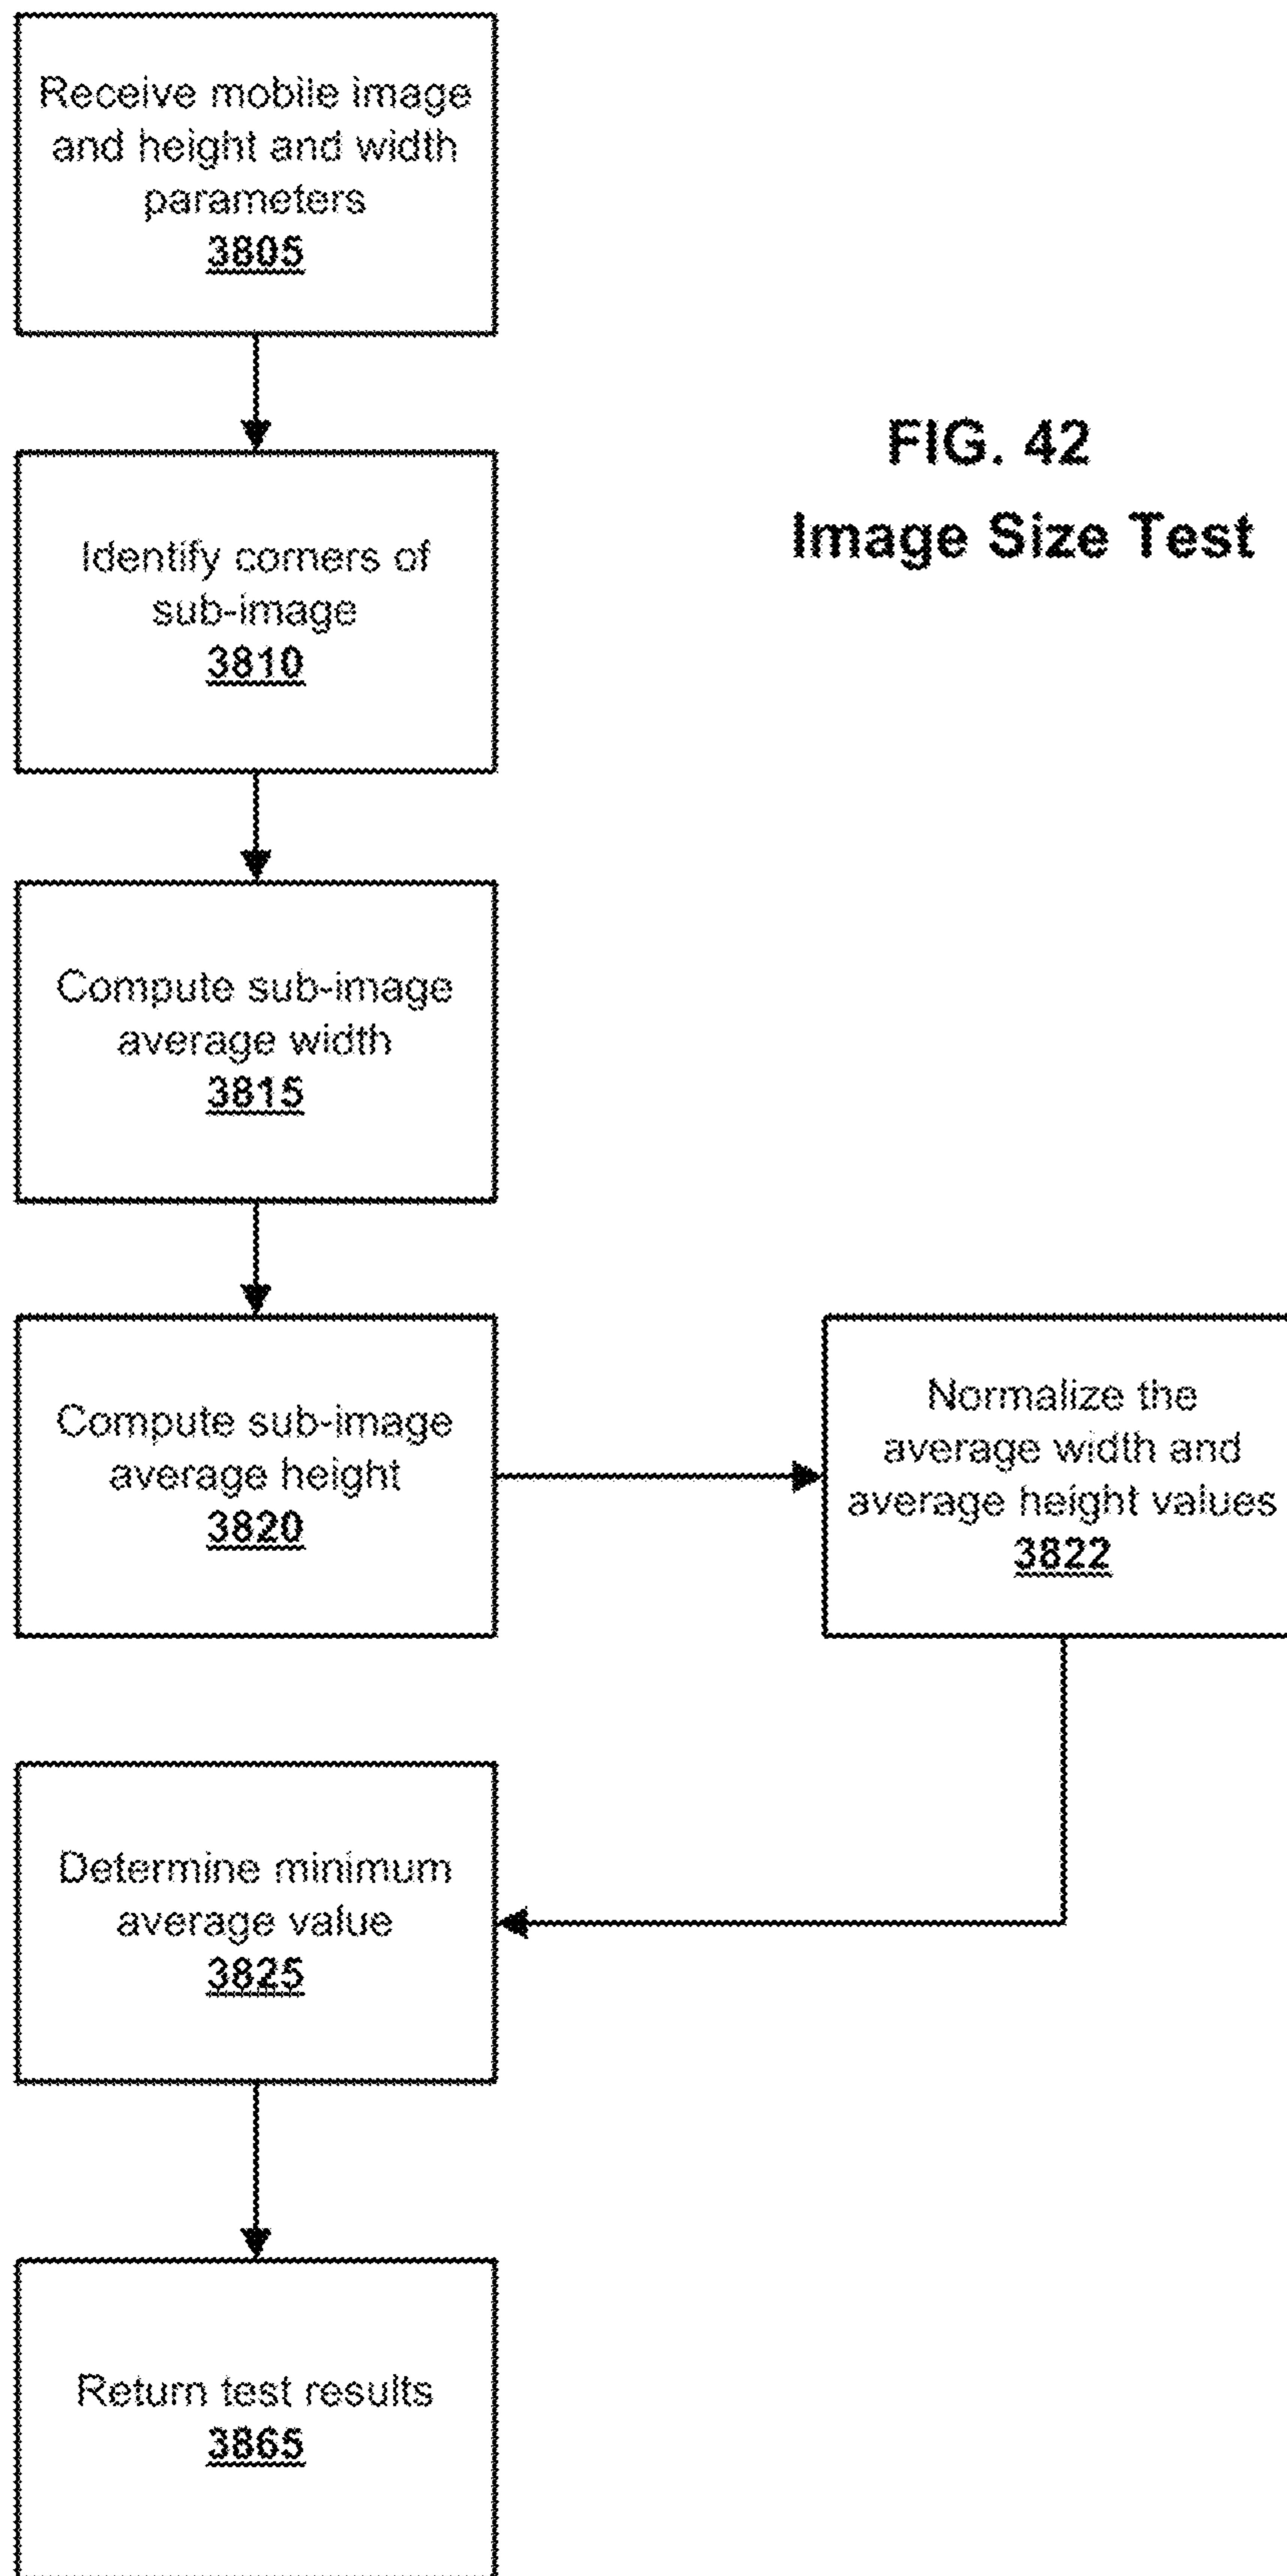 Receive mobile image
and height and width
parameters
3805
FIG. 42
Image Size Test
Identify corners of
sub-image
3810
Compute sub-image
average width
3815
Compute sub-image
average height
3820
Normalize the
average width and
average height values
3822
Determine minimum
average value
3825
Return test results
3865